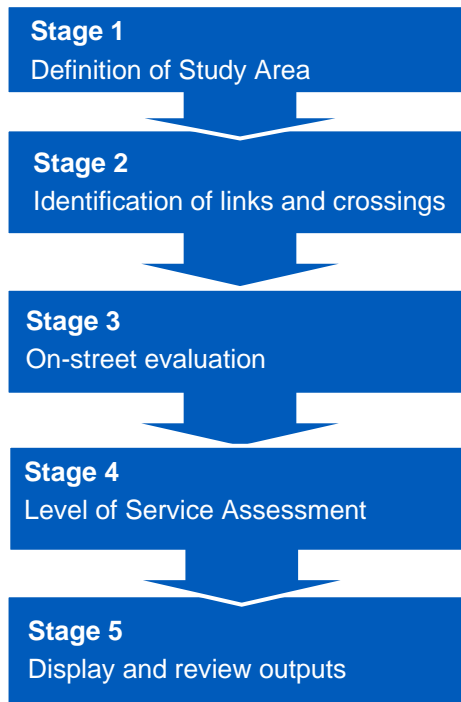 Stage 1
Definition of Study Area
Stage 2
Identification of links and crossings
Stage 3
On-street evaluation
Stage 4
Level of Service Assessment
Stage 5
Display and review outputs